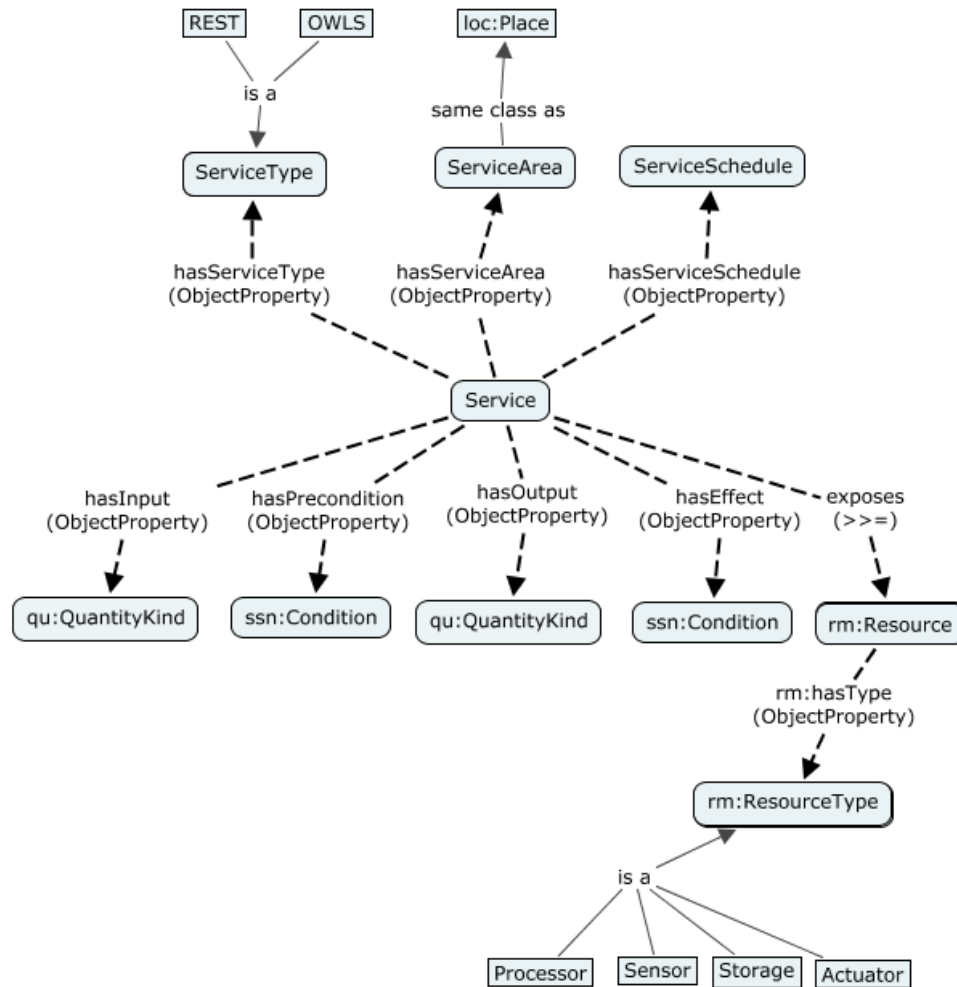 REST
OWLS
loc:Place
is a
same class as
ServiceType
ServiceArea
ServiceSchedule
hasServiceType
(ObjectProperty)
hasServiceArea
(ObjectProperty)
hasServiceSchedule
(ObjectProperty)
Service
hasInput
(ObjectProperty)
hasPrecondition
(ObjectProperty)
hasOutput
(ObjectProperty)
hasEffect
(ObjectProperty)
exposes
(>>=)
qu:QuantityKind
ssn:Condition
qu:QuantityKind
ssn:Condition
rm:Resource
rm:hasType
(ObjectProperty)
rm:ResourceType
is a
Processor
Sensor
Storage
Actuator